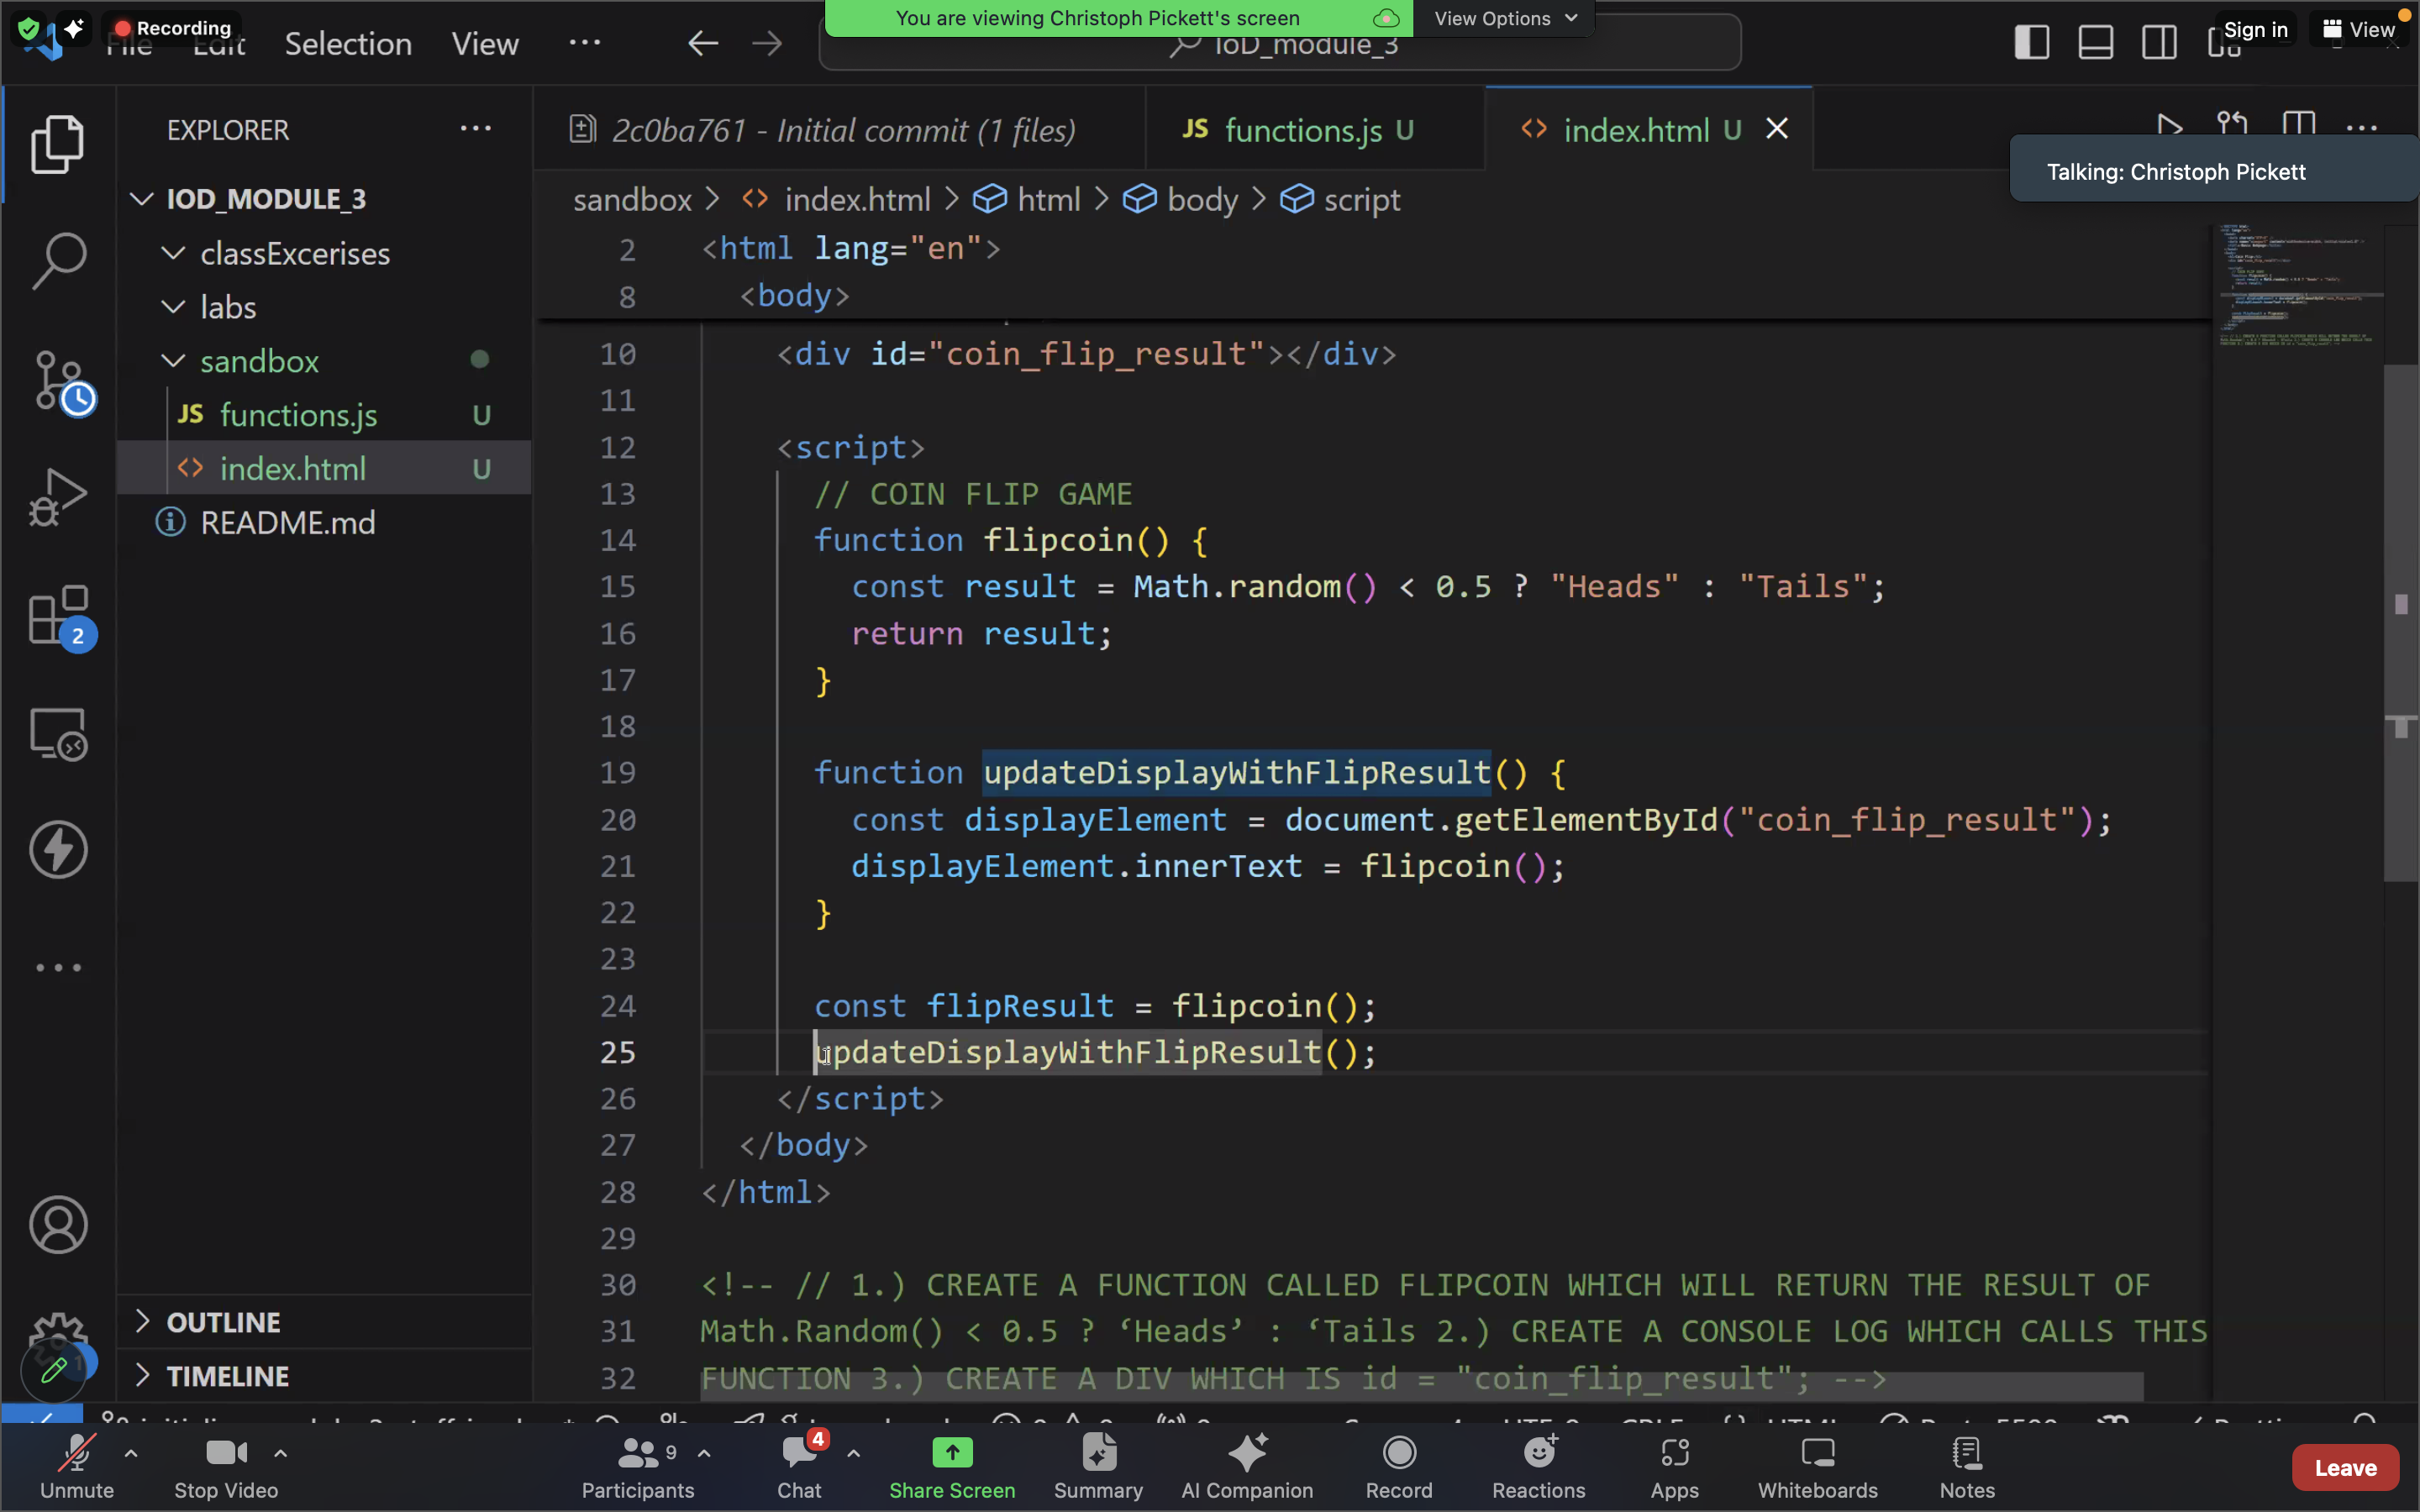 Recording
You are viewing Christoph Pickett's screen
View Options
Sign in
View
File Edit Selection View ...
IoD_module_3
EXPLORER
2c0ba761 - Initial commit (1 files)
JS functions.js U
<> index.html U
Talking: Christoph Pickett
IOD_MODULE_3
classExcerises
labs
sandbox
JS functions.js U
<> index.html U
README.md
sandbox > <> index.html > html > body > script
2 <html lang="en">
8 <body>
10 <div id="coin_flip_result"></div>
11
12 <script>
13 // COIN FLIP GAME
14 function flipcoin() {
15 const result = Math.random() < 0.5 ? "Heads" : "Tails";
16 return result;
17 }
18
19 function updateDisplayWithFlipResult() {
20 const displayElement = document.getElementById("coin_flip_result");
21 displayElement.innerText = flipcoin();
22 }
23
24 const flipResult = flipcoin();
25 updateDisplayWithFlipResult();
26 </script>
27 </body>
28 </html>
29
30 <!-- // 1.) CREATE A FUNCTION CALLED FLIPCOIN WHICH WILL RETURN THE RESULT OF
31 Math.Random() < 0.5 ? ‘Heads’ : ‘Tails 2.) CREATE A CONSOLE LOG WHICH CALLS THIS
32 FUNCTION 3.) CREATE A DIV WHICH IS id = "coin_flip_result"; -->
2
1
OUTLINE
TIMELINE
Unmute
Stop Video
9
Participants
4
Chat
Share Screen
Summary
AI Companion
Record
Reactions
Apps
Whiteboards
Notes
Leave